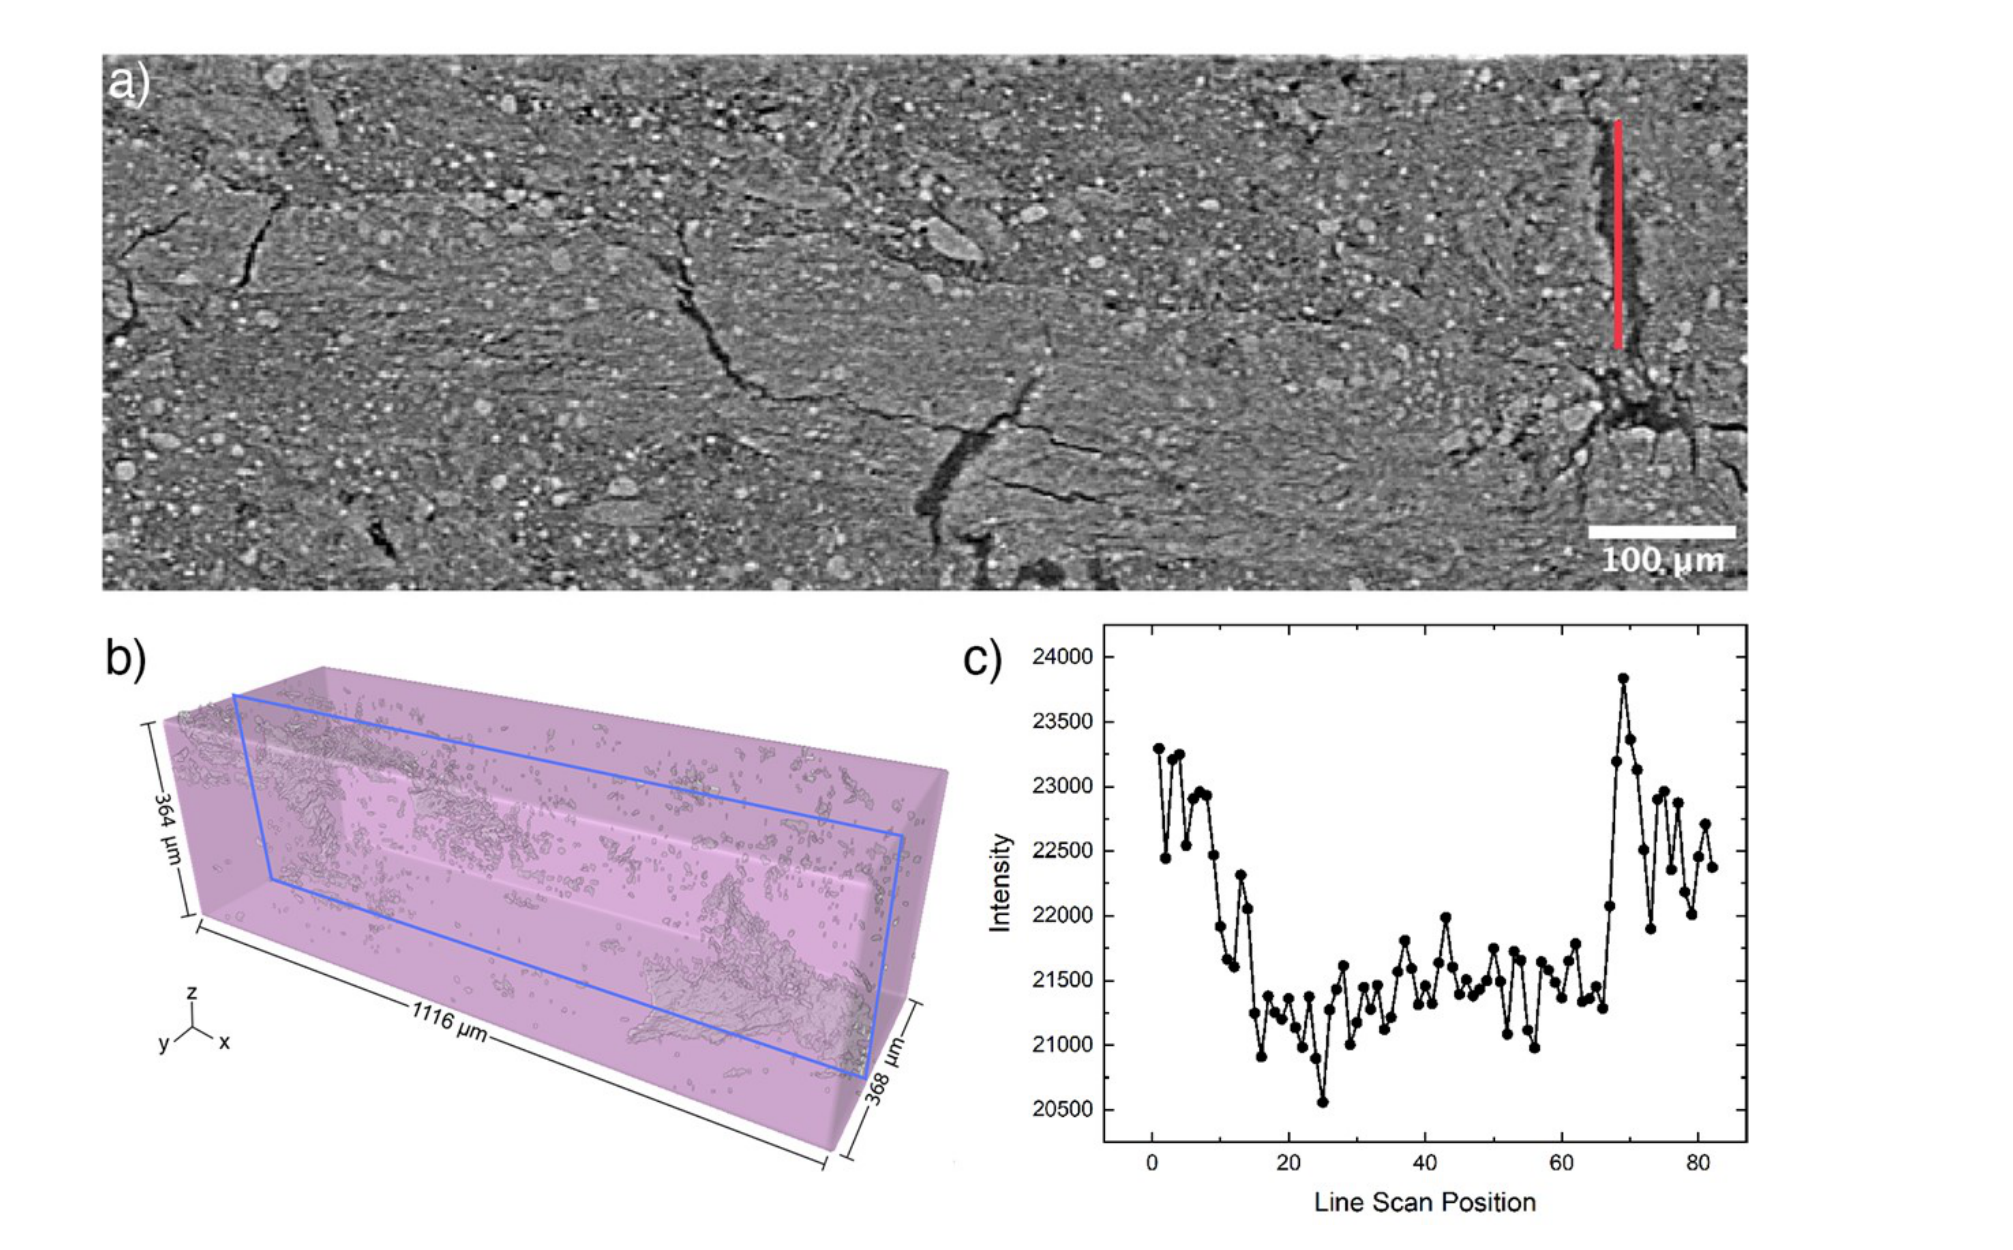 a)
100 µm
b)
364 µm
1116 µm
368 µm
z
y
x
c)
24000
23500
23000
22500
22000
21500
21000
20500
Intensity
0
20
40
60
80
Line Scan Position